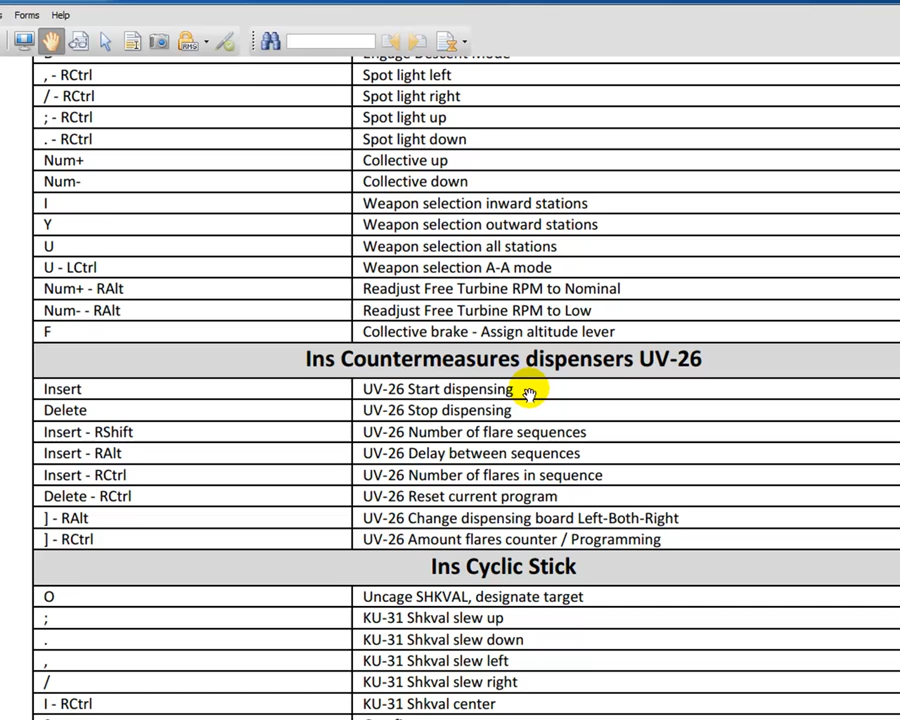 Forms Help
RMS
, - RCtrl Spot light left
/ - RCtrl Spot light right
; - RCtrl Spot light up
. - RCtrl Spot light down
Num+ Collective up
Num- Collective down
I Weapon selection inward stations
Y Weapon selection outward stations
U Weapon selection all stations
U - LCtrl Weapon selection A-A mode
Num+ - RAlt Readjust Free Turbine RPM to Nominal
Num- - RAlt Readjust Free Turbine RPM to Low
F Collective brake - Assign altitude lever
Ins Countermeasures dispensers UV-26
Insert UV-26 Start dispensing
Delete UV-26 Stop dispensing
Insert - RShift UV-26 Number of flare sequences
Insert - RAlt UV-26 Delay between sequences
Insert - RCtrl UV-26 Number of flares in sequence
Delete - RCtrl UV-26 Reset current program
] - RAlt UV-26 Change dispensing board Left-Both-Right
] - RCtrl UV-26 Amount flares counter / Programming
Ins Cyclic Stick
O Uncage SHKVAL, designate target
; KU-31 Shkval slew up
. KU-31 Shkval slew down
, KU-31 Shkval slew left
/ KU-31 Shkval slew right
I - RCtrl KU-31 Shkval center